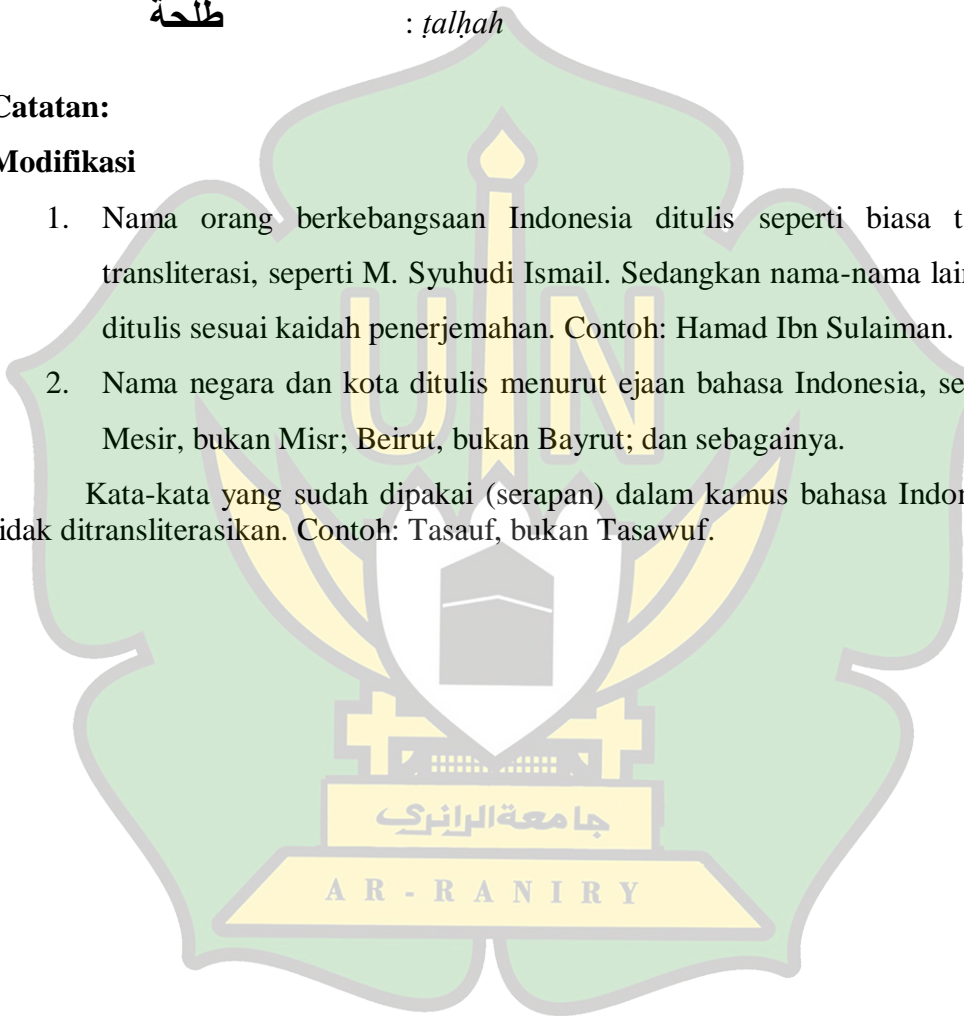 طلحة : ṭalḥah
Catatan:
Modifikasi
1. Nama orang berkebangsaan Indonesia ditulis seperti biasa t
transliterasi, seperti M. Syuhudi Ismail. Sedangkan nama-nama lain
ditulis sesuai kaidah penerjemahan. Contoh: Hamad Ibn Sulaiman.
2. Nama negara dan kota ditulis menurut ejaan bahasa Indonesia, se
Mesir, bukan Misr; Beirut, bukan Bayrut; dan sebagainya.
Kata-kata yang sudah dipakai (serapan) dalam kamus bahasa Indon
idak ditransliterasikan. Contoh: Tasauf, bukan Tasawuf.
UIN
جامعة الرانري
AR-RANIRY